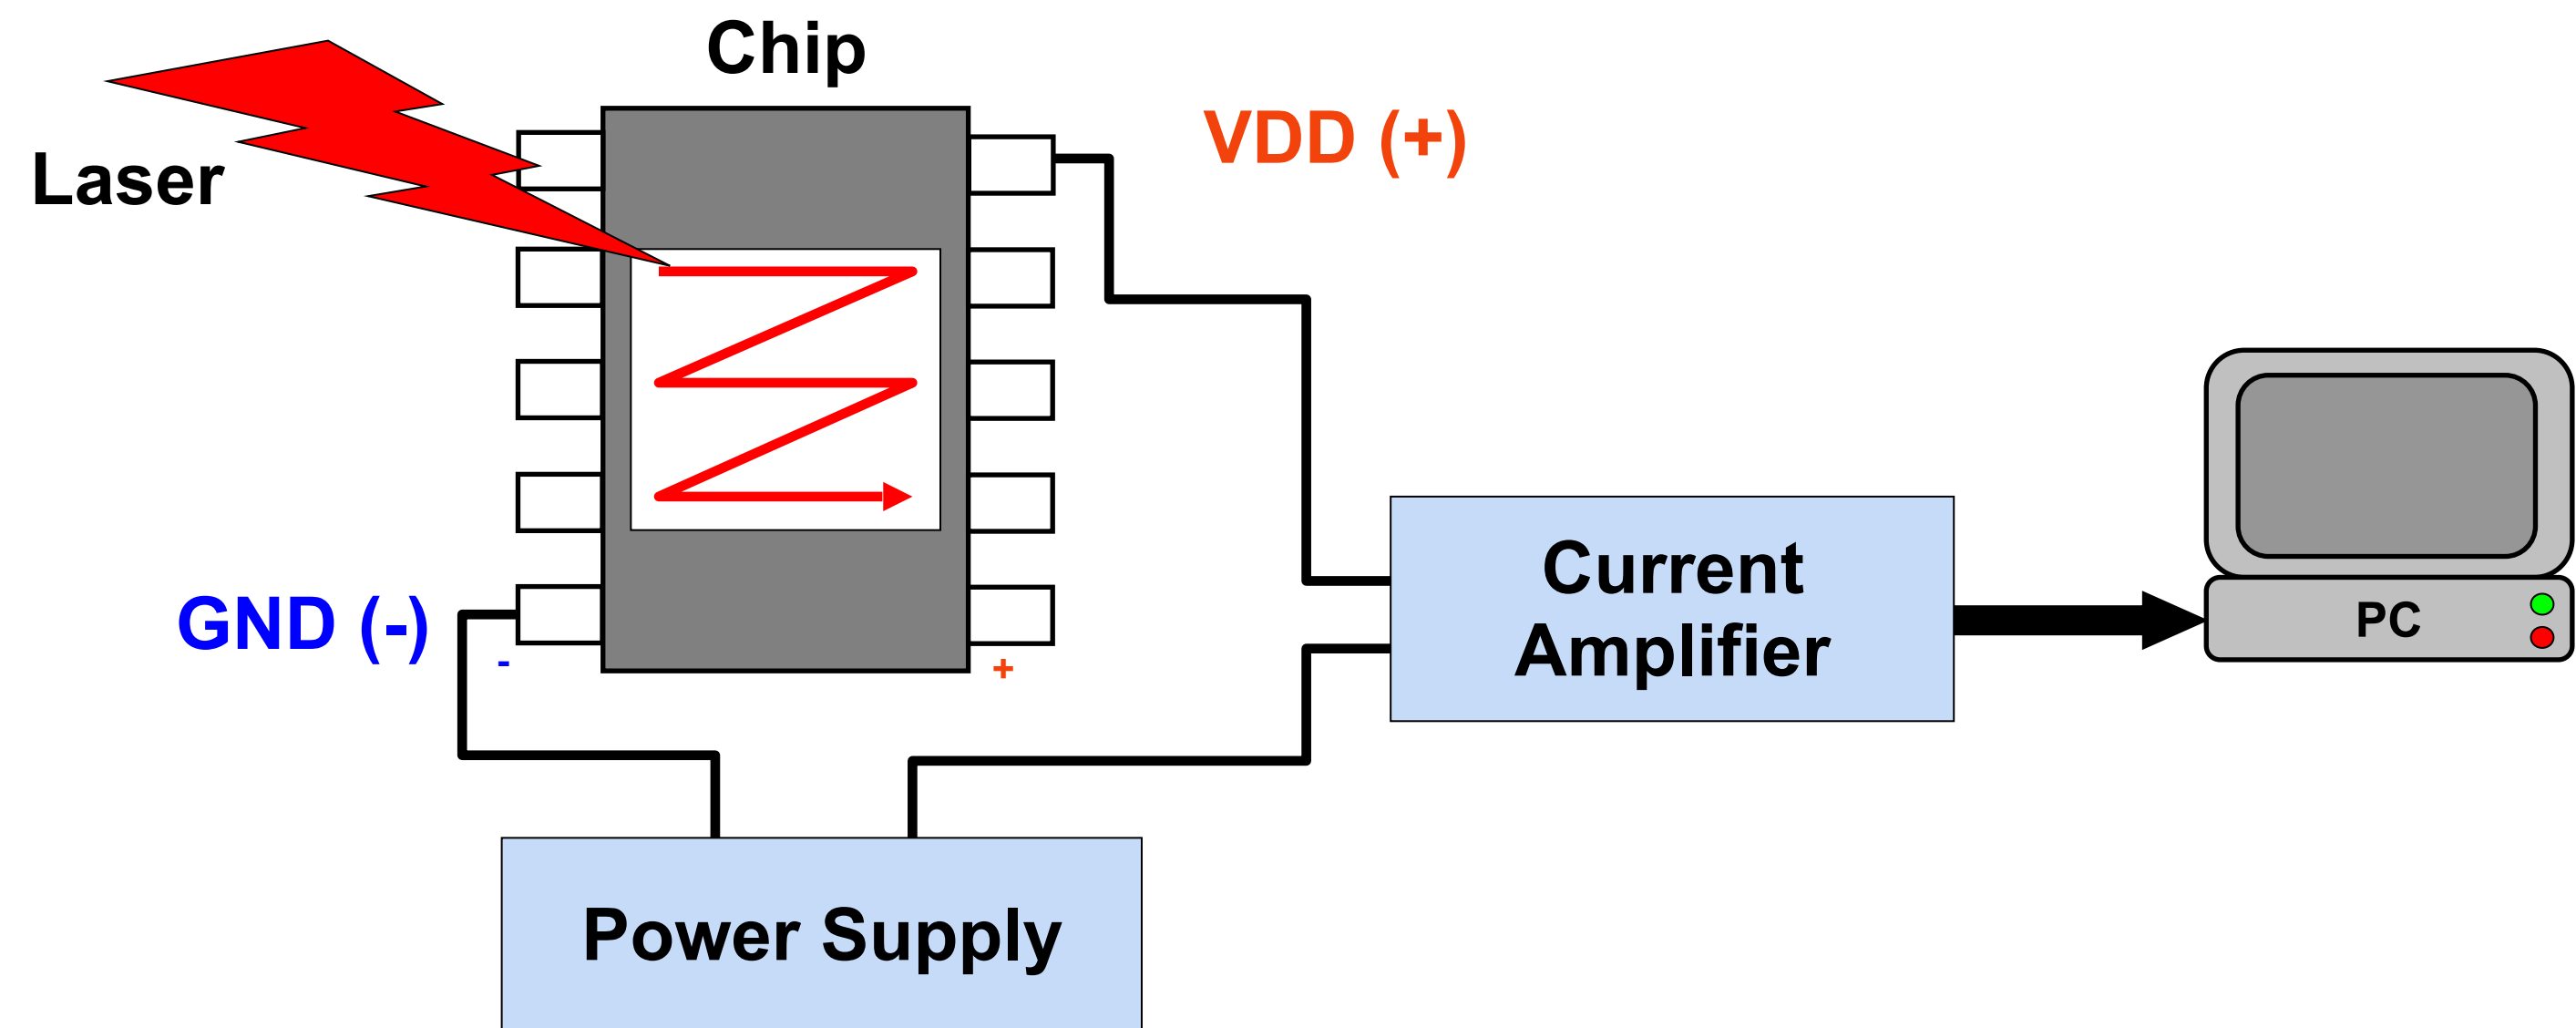 Chip
VDD (+)
Laser
Current
Amplifier
PC
GND (-)
-
+
Power Supply